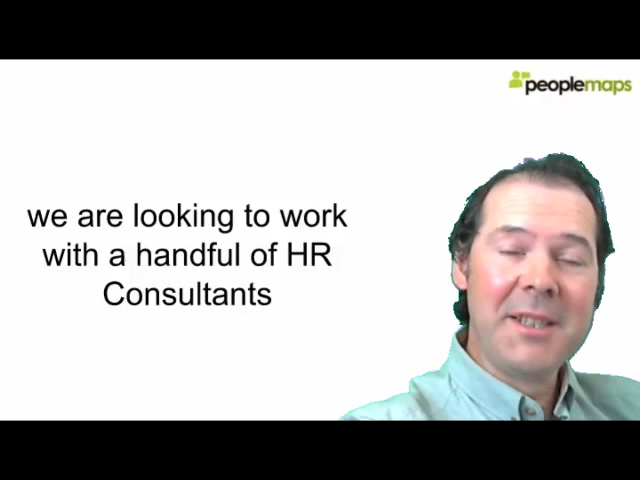 peoplemaps
we are looking to work
with a handful of HR
Consultants